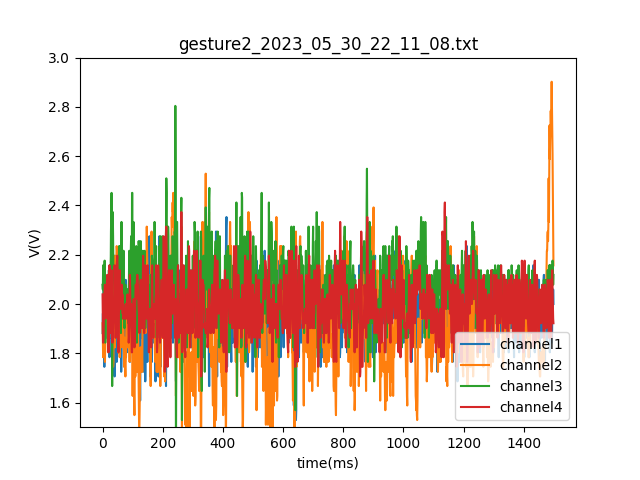 gesture2_2023_05_30_22_11_08.txt
V(V)
3.0
2.8
2.6
2.4
2.2
2.0
1.8
1.6
0 200 400 600 800 1000 1200 1400
time(ms)
channel1
channel2
channel3
channel4